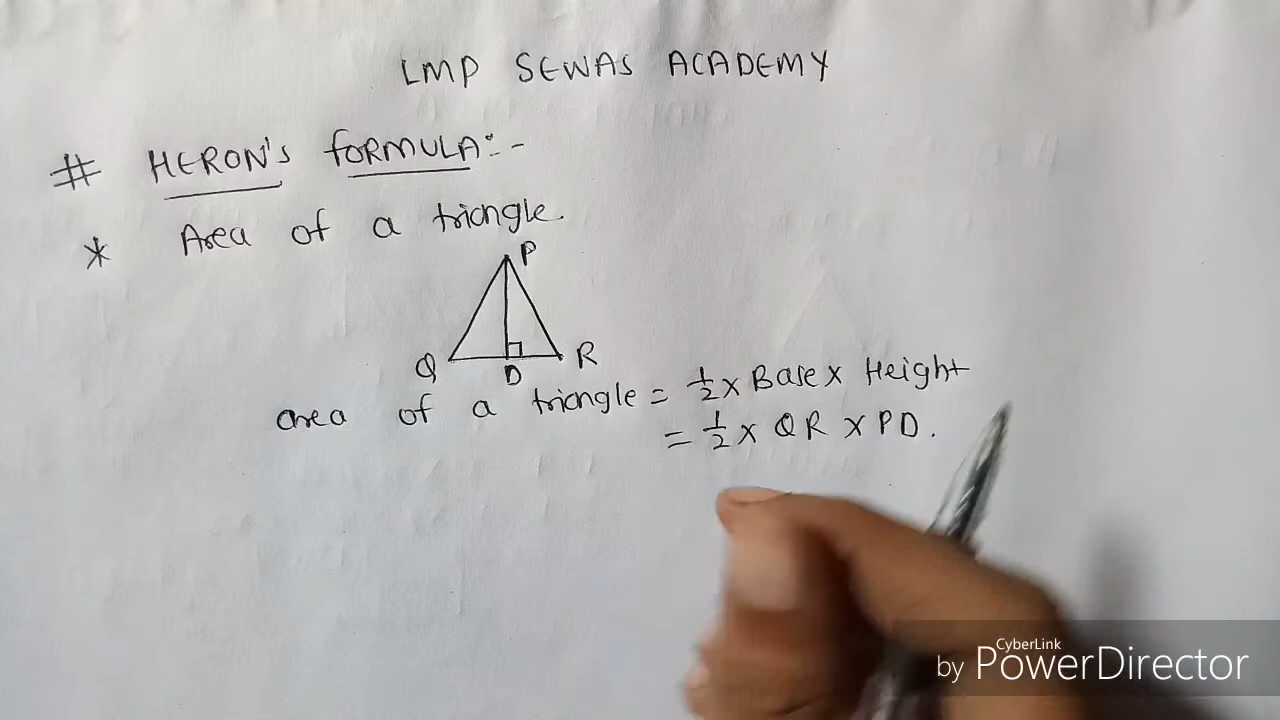 LMP SEWAS ACADEMY
# HERON'S FORMULA:-
* Area of a triangle.
P
Q
R
D
area of a triangle = 1/2 x Base x Height
= 1/2 x QR x PD.
CyberLink
by PowerDirector